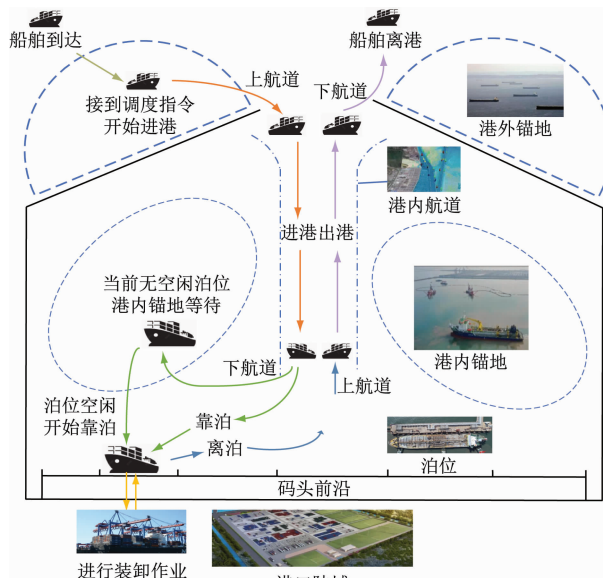 船舶到达
船舶离港
接到调度指令
开始进港
上航道
下航道
港外锚地
港内航道
进港 出港
当前无空闲泊位
港内锚地等待
港内锚地
下航道
上航道
泊位空闲
开始靠泊
靠泊
离泊
泊位
码头前沿
进行装卸作业